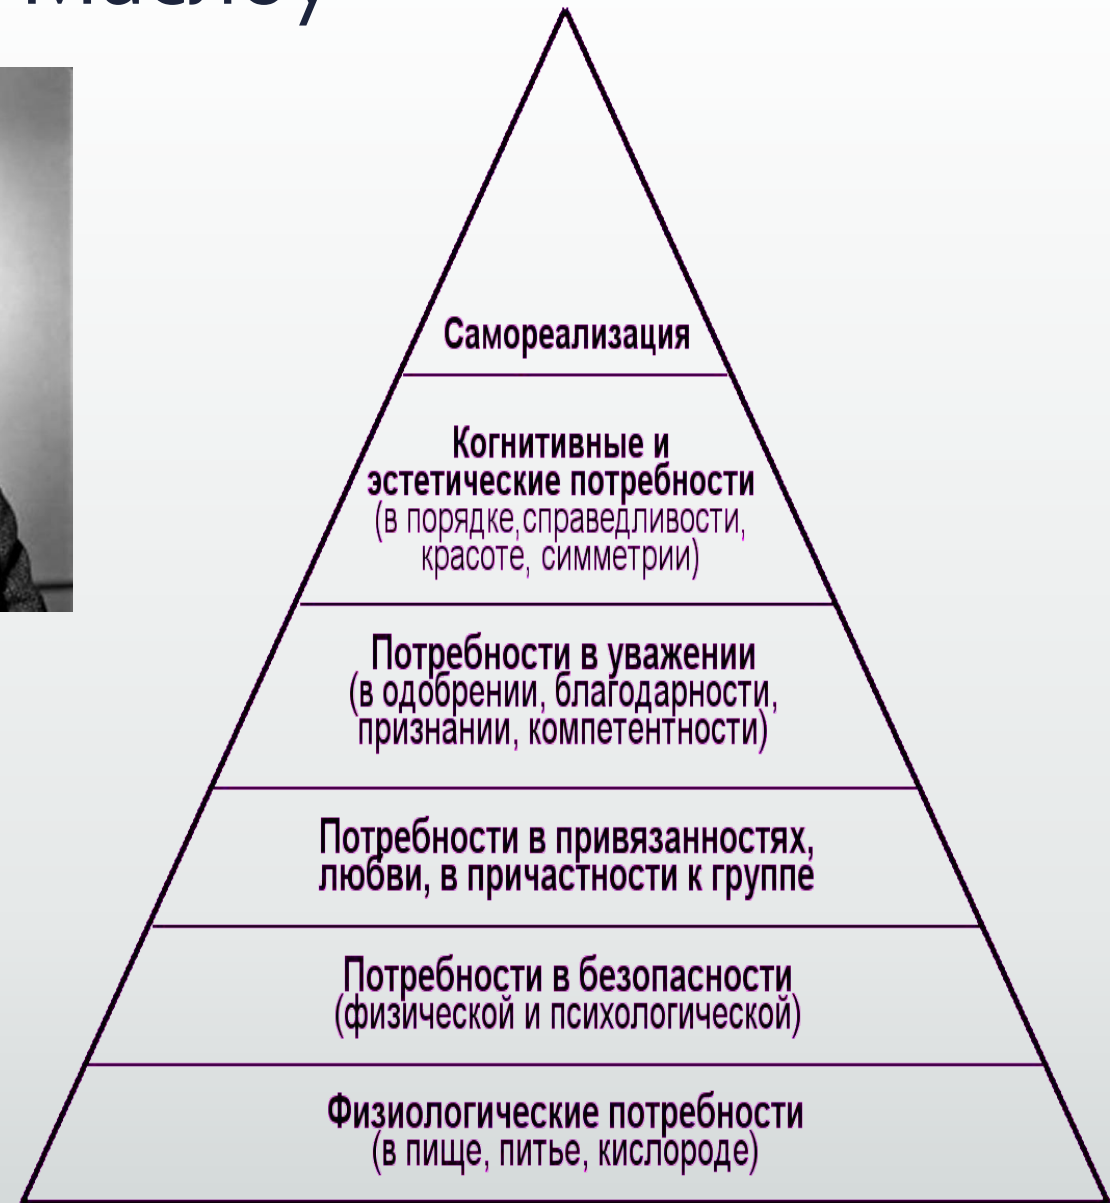 Маслоу
Самореализация
Когнитивные и
эстетические потребности
(в порядке,справедливости,
красоте, симметрии)
Потребности в уважении
(в одобрении, благодарности,
признании, компетентности)
Потребности в привязанностях,
любви, в причастности к группе
Потребности в безопасности
(физической и психологической)
Физиологические потребности
(в пище, питье, кислороде)